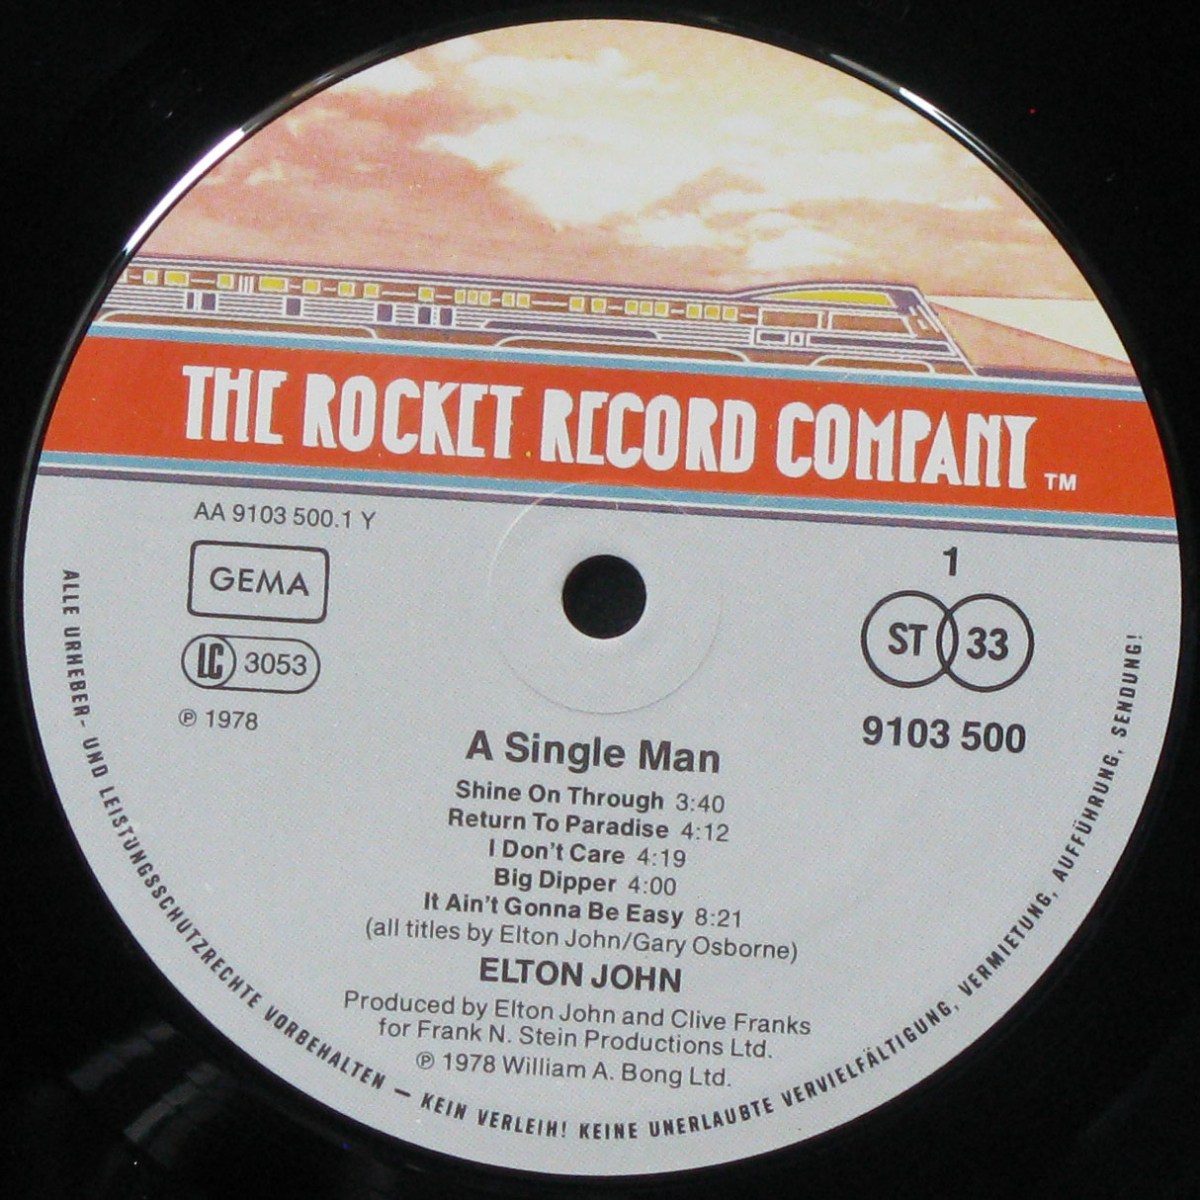 THE ROCKET RECORD COMPANY TM
AA 9103 500.1 Y
GEMA
LC 3053
℗ 1978
1
ST 33
9103 500
A Single Man
Shine On Through 3:40
Return To Paradise 4:12
I Don't Care 4:19
Big Dipper 4:00
It Ain't Gonna Be Easy 8:21
(all titles by Elton John/Gary Osborne)
ELTON JOHN
Produced by Elton John and Clive Franks
for Frank N. Stein Productions Ltd.
℗ 1978 William A. Bong Ltd.
ALLE URHEBER- UND LEISTUNGSSCHUTZRECHTE VORBEHALTEN — KEIN VERLEIH! KEINE UNERLAUBTE VERVIELFÄLTIGUNG, VERMIETUNG, AUFFÜHRUNG, SENDUNG!